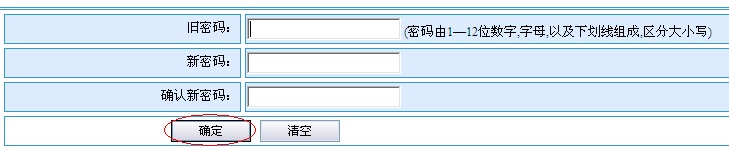 旧密码： (密码由1—12位数字,字母,以及下划线组成,区分大小写)
新密码：
确认新密码：
确定 清空